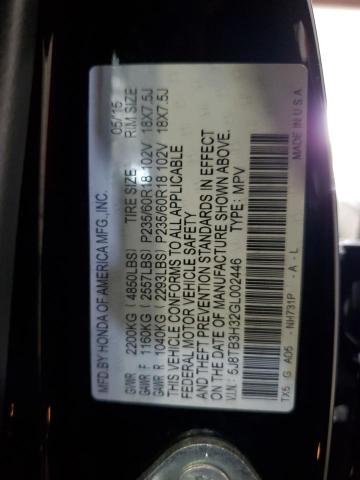 MFD.BY HONDA OF AMERICA MFG.,INC. 05/15
TIRE SIZE RIM SIZE
GVWR 2200KG (4850LBS)
GAWR F 1160KG (2557LBS) P235/60R18 102V 18X7.5J
GAWR R 1040KG (2293LBS) P235/60R18 102V 18X7.5J
THIS VEHICLE CONFORMS TO ALL APPLICABLE
FEDERAL MOTOR VEHICLE SAFETY
AND THEFT PREVENTION STANDARDS IN EFFECT
ON THE DATE OF MANUFACTURE SHOWN ABOVE.
V.I.N.: 5J8TB3H32GL002446 TYPE: MPV
TX5 G A05 - NH731P - A - L MADE IN U.S.A.